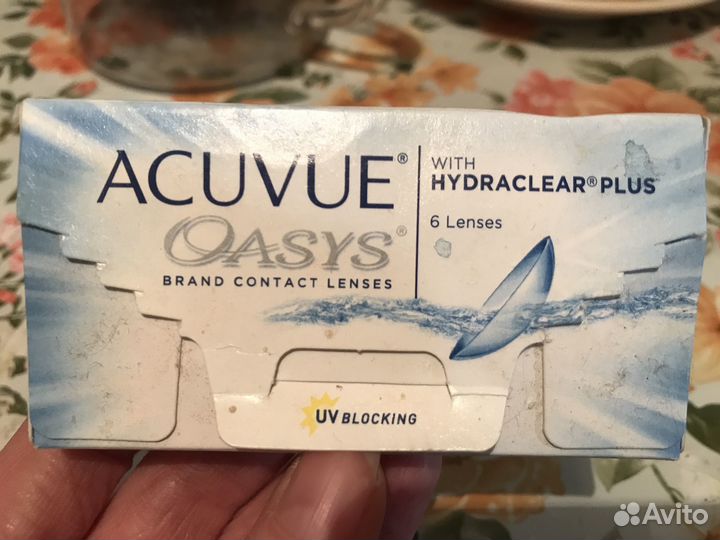 ACUVUE®
OASYS®
BRAND CONTACT LENSES
WITH
HYDRACLEAR® PLUS
6 Lenses
UV BLOCKING
Avito